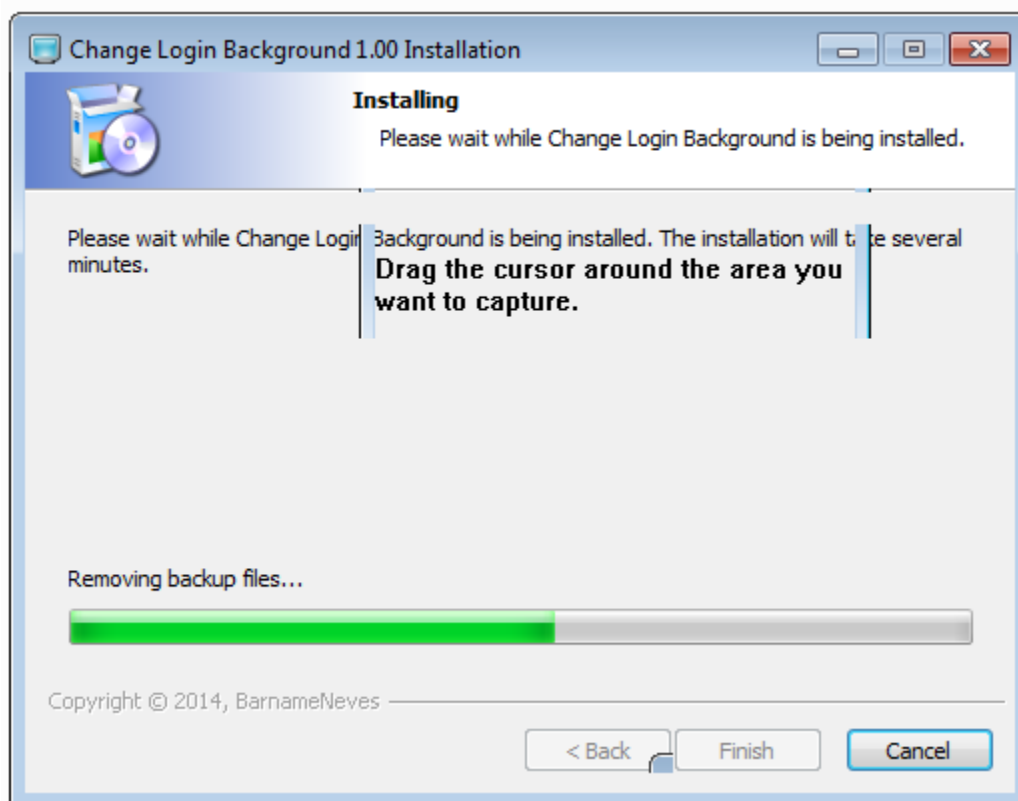 Change Login Background 1.00 Installation
Installing
Please wait while Change Login Background is being installed.
Please wait while Change Login Background is being installed. The installation will take several
minutes.
Drag the cursor around the area you
want to capture.
Removing backup files...
Copyright © 2014, BarnameNeves
< Back
Finish
Cancel